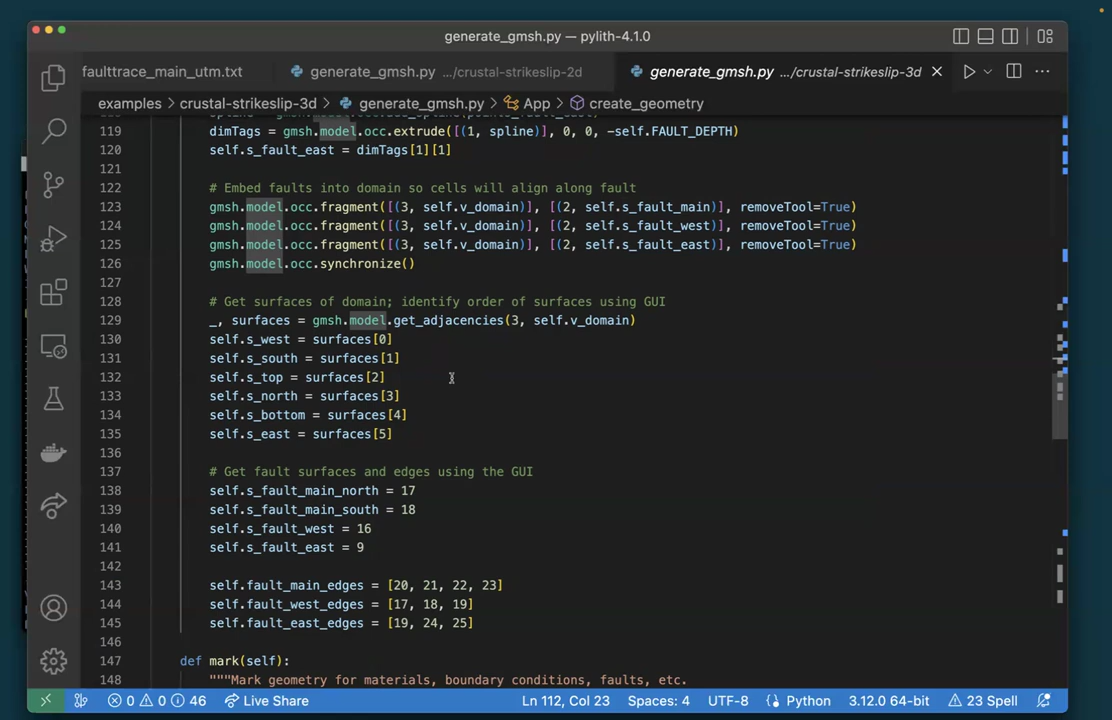 generate_gmsh.py — pylith-4.1.0
faulttrace_main_utm.txt
generate_gmsh.py .../crustal-strikeslip-2d
generate_gmsh.py .../crustal-strikeslip-3d
examples > crustal-strikeslip-3d > generate_gmsh.py > App > create_geometry
119 dimTags = gmsh.model.occ.extrude([(1, spline)], 0, 0, -self.FAULT_DEPTH)
120 self.s_fault_east = dimTags[1][1]
121
122 # Embed faults into domain so cells will align along fault
123 gmsh.model.occ.fragment([(3, self.v_domain)], [(2, self.s_fault_main)], removeTool=True)
124 gmsh.model.occ.fragment([(3, self.v_domain)], [(2, self.s_fault_west)], removeTool=True)
125 gmsh.model.occ.fragment([(3, self.v_domain)], [(2, self.s_fault_east)], removeTool=True)
126 gmsh.model.occ.synchronize()
127
128 # Get surfaces of domain; identify order of surfaces using GUI
129 _, surfaces = gmsh.model.get_adjacencies(3, self.v_domain)
130 self.s_west = surfaces[0]
131 self.s_south = surfaces[1]
132 self.s_top = surfaces[2]
133 self.s_north = surfaces[3]
134 self.s_bottom = surfaces[4]
135 self.s_east = surfaces[5]
136
137 # Get fault surfaces and edges using the GUI
138 self.s_fault_main_north = 17
139 self.s_fault_main_south = 18
140 self.s_fault_west = 16
141 self.s_fault_east = 9
142
143 self.fault_main_edges = [20, 21, 22, 23]
144 self.fault_west_edges = [17, 18, 19]
145 self.fault_east_edges = [19, 24, 25]
146
147 def mark(self):
148 """Mark geometry for materials, boundary conditions, faults, etc.
0 0 46 Live Share Ln 112, Col 23 Spaces: 4 UTF-8 Python 3.12.0 64-bit 23 Spell